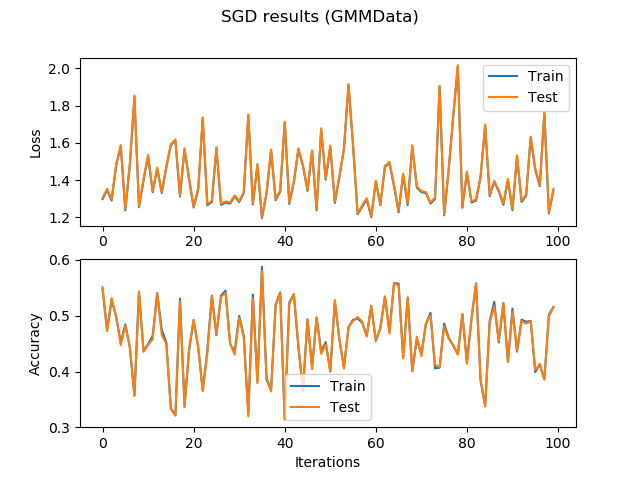 SGD results (GMMData)
Loss
2.0
1.8
1.6
1.4
1.2
Train
Test
0 20 40 60 80 100
Accuracy
0.6
0.5
0.4
0.3
Train
Test
0 20 40 60 80 100
Iterations